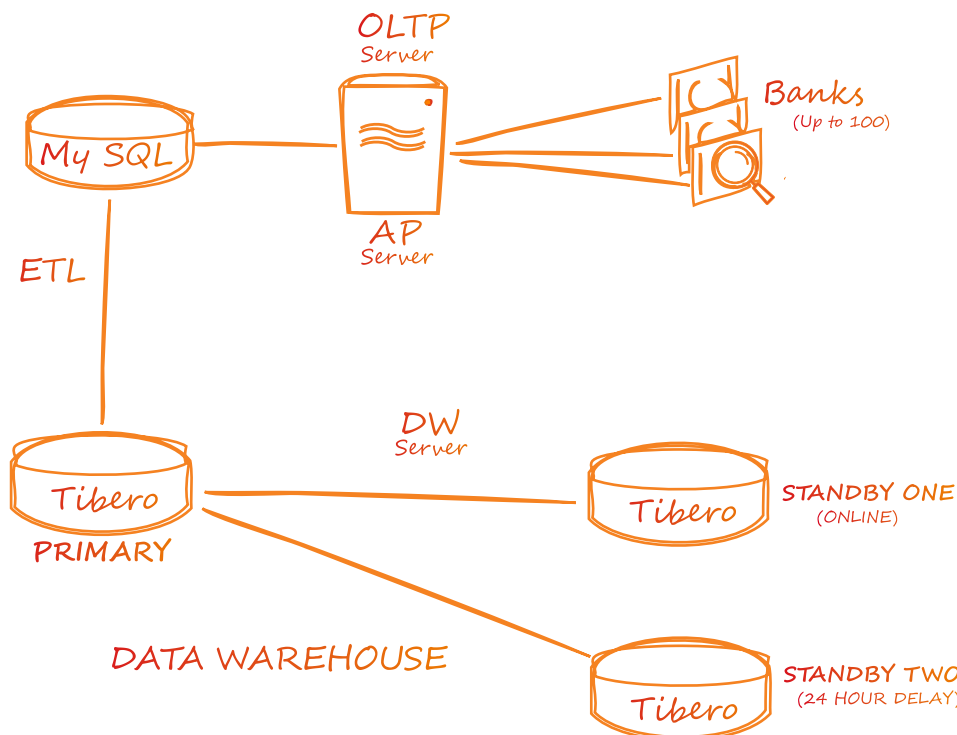 OLTP
Server
Banks
(Up to 100)
My SQL
AP
Server
ETL
DW
Server
Tibero
PRIMARY
Tibero
STANDBY ONE
(ONLINE)
DATA WAREHOUSE
Tibero
STANDBY TWO
(24 HOUR DELAY)